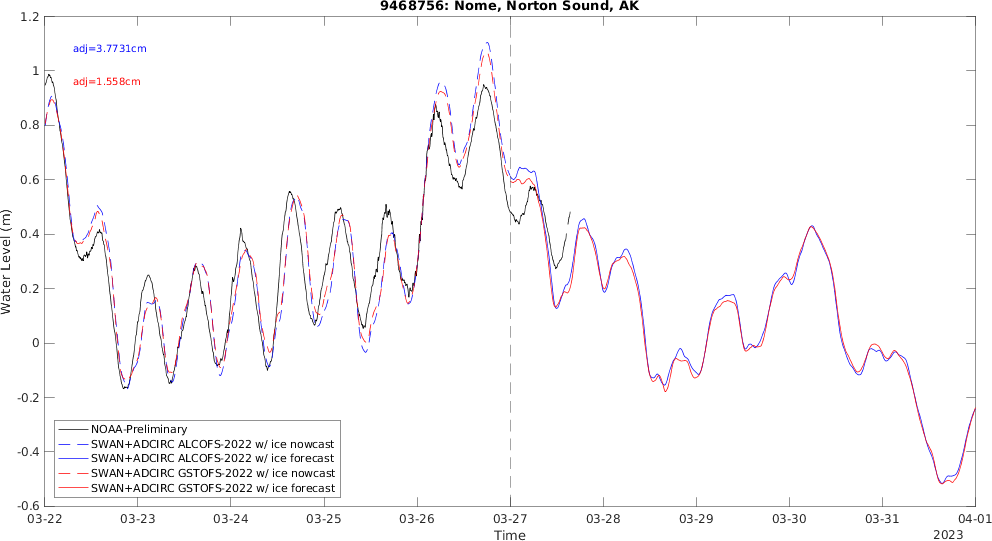 9468756: Nome, Norton Sound, AK
adj=3.7731cm
adj=1.558cm
Water Level (m)
1.2
1
0.8
0.6
0.4
0.2
0
-0.2
-0.4
-0.6
NOAA-Preliminary
SWAN+ADCIRC ALCOFS-2022 w/ ice nowcast
SWAN+ADCIRC ALCOFS-2022 w/ ice forecast
SWAN+ADCIRC GSTOFS-2022 w/ ice nowcast
SWAN+ADCIRC GSTOFS-2022 w/ ice forecast
03-22 03-23 03-24 03-25 03-26 03-27 03-28 03-29 03-30 03-31 04-01
Time
2023